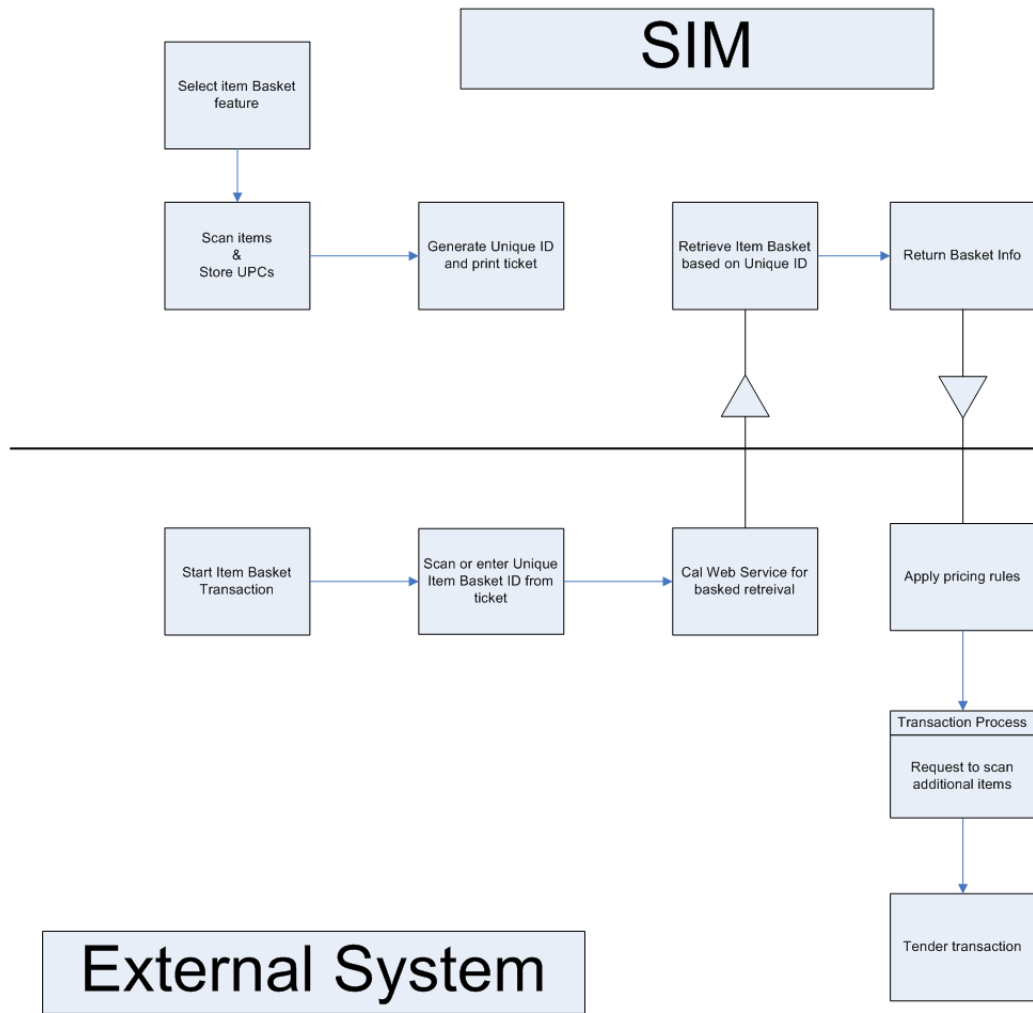 SIM
Select item Basket
feature
Scan items
&
Store UPCs
Generate Unique ID
and print ticket
Retrieve Item Basket
based on Unique ID
Return Basket Info
Start Item Basket
Transaction
Scan or enter Unique
Item Basket ID from
ticket
Cal Web Service for
basked retreival
Apply pricing rules
Transaction Process
Request to scan
additional items
Tender transaction
External System